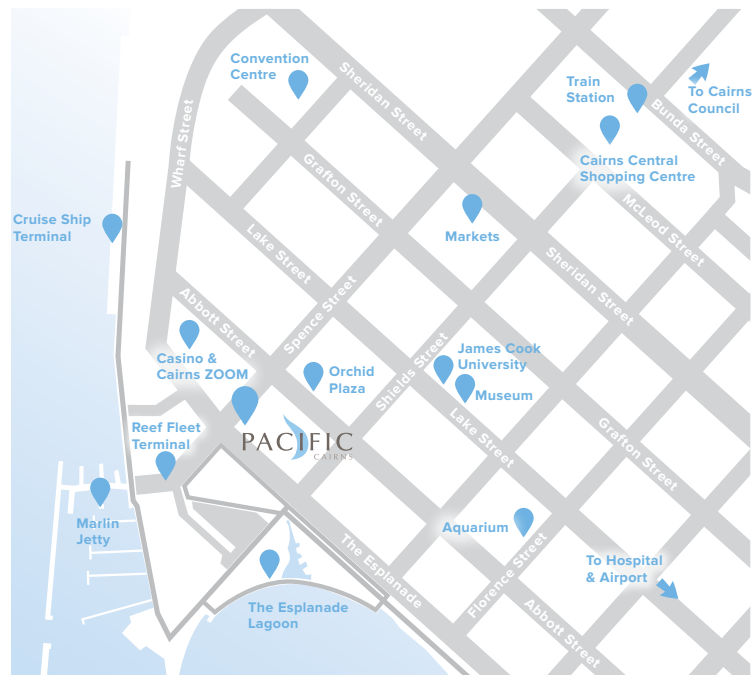 Convention
Centre
Sheridan Street
Train
Station
To Cairns
Council
Bunda Street
Wharf Street
Cairns Central
Shopping Centre
Grafton Street
McLeod Street
Cruise Ship
Terminal
Lake Street
Markets
Sheridan Street
Abbott Street
Spence Street
Casino &
Cairns ZOOM
Orchid
Plaza
Shields Street
James Cook
University
Museum
Reef Fleet
Terminal
PACIFIC
CAIRNS
Lake Street
Grafton Street
Marlin
Jetty
Aquarium
The Esplanade
Florence Street
To Hospital
& Airport
The Esplanade
Lagoon
Abbott Street